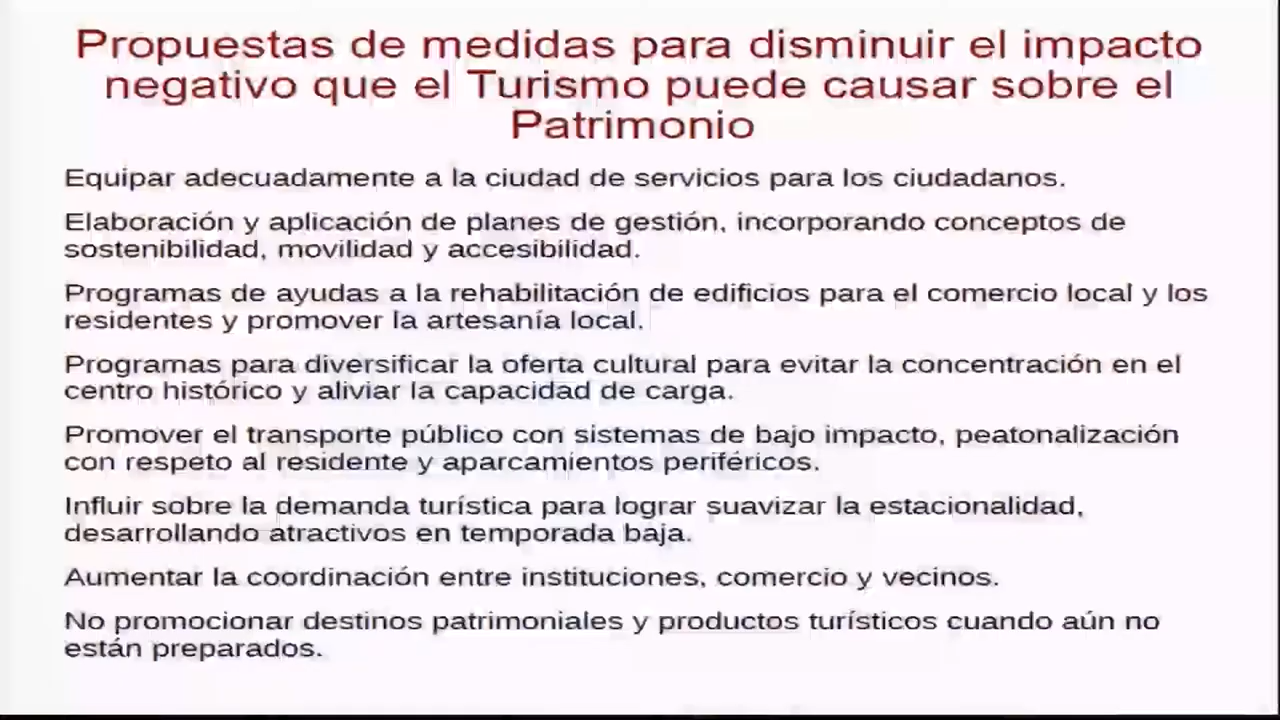 Propuestas de medidas para disminuir el impacto
negativo que el Turismo puede causar sobre el
Patrimonio
Equipar adecuadamente a la ciudad de servicios para los ciudadanos.
Elaboración y aplicación de planes de gestión, incorporando conceptos de
sostenibilidad, movilidad y accesibilidad.
Programas de ayudas a la rehabilitación de edificios para el comercio local y los
residentes y promover la artesanía local.
Programas para diversificar la oferta cultural para evitar la concentración en el
centro histórico y aliviar la capacidad de carga.
Promover el transporte público con sistemas de bajo impacto, peatonalización
con respeto al residente y aparcamientos periféricos.
Influir sobre la demanda turística para lograr suavizar la estacionalidad,
desarrollando atractivos en temporada baja.
Aumentar la coordinación entre instituciones, comercio y vecinos.
No promocionar destinos patrimoniales y productos turísticos cuando aún no
están preparados.